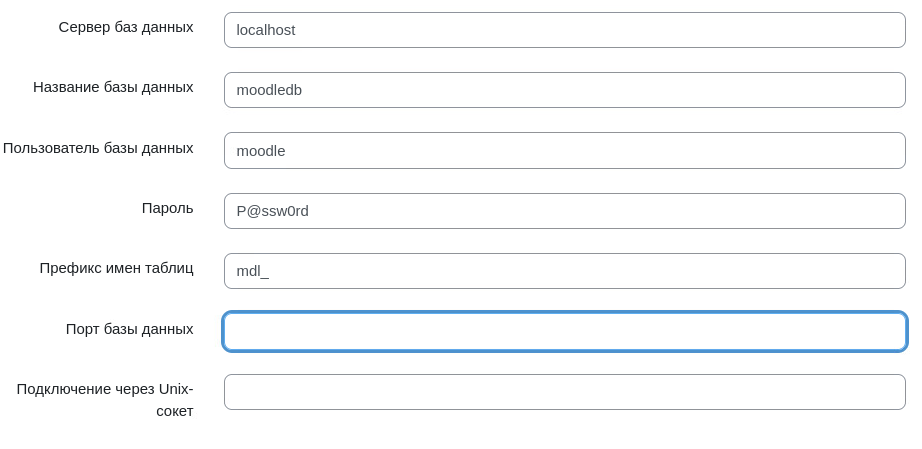 Сервер баз данных
localhost
Название базы данных
moodledb
Пользователь базы данных
moodle
Пароль
P@ssw0rd
Префикс имен таблиц
mdl_
Порт базы данных
Подключение через Unix-
сокет